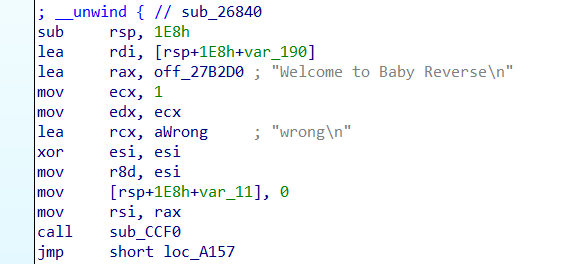 ; __unwind { // sub_26840
sub rsp, 1E8h
lea rdi, [rsp+1E8h+var_190]
lea rax, off_27B2D0 ; "Welcome to Baby Reverse\n"
mov ecx, 1
mov edx, ecx
lea rcx, aWrong ; "wrong\n"
xor esi, esi
mov r8d, esi
mov [rsp+1E8h+var_11], 0
mov rsi, rax
call sub_CCF0
jmp short loc_A157